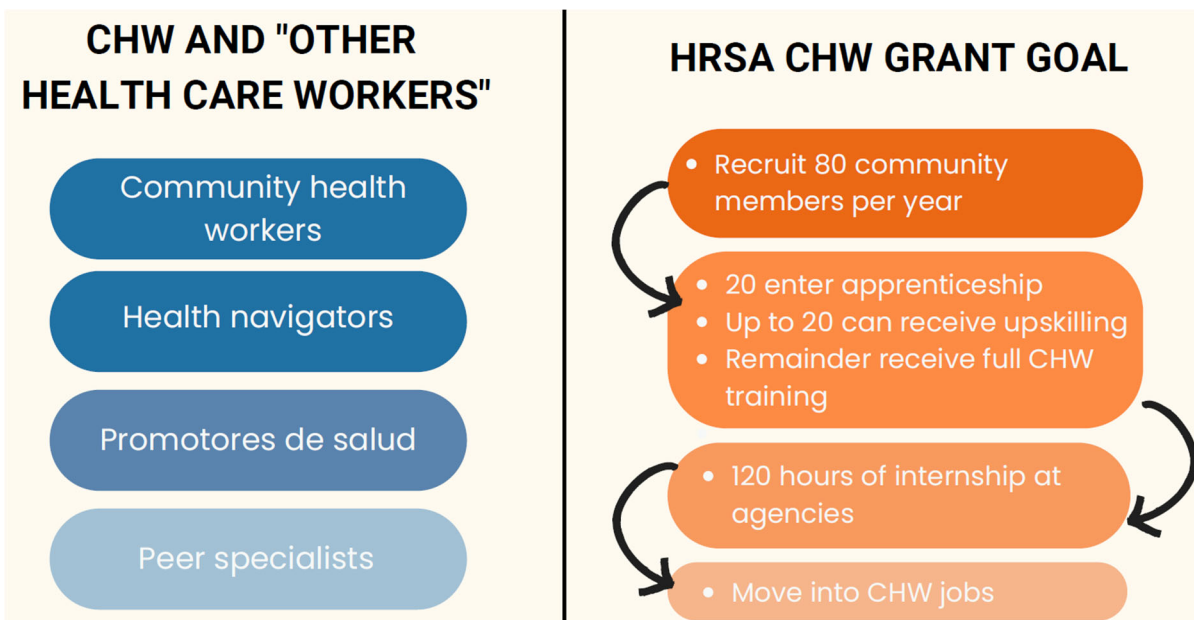 CHW AND "OTHER
HEALTH CARE WORKERS"
Community health
workers
Health navigators
Promotores de salud
Peer specialists
HRSA CHW GRANT GOAL
• Recruit 80 community
members per year
• 20 enter apprenticeship
• Up to 20 can receive upskilling
• Remainder receive full CHW
training
• 120 hours of internship at
agencies
• Move into CHW jobs